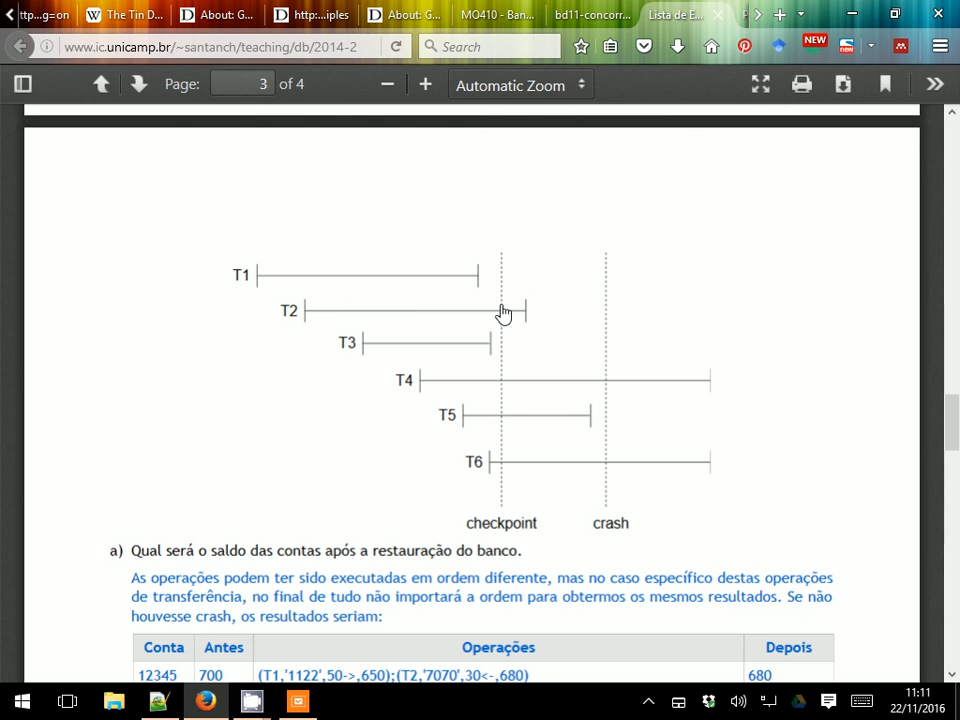 ttp...g=on
The Tin D...
About: G...
http:...iples
About: G...
MO410 - Ban...
bd11-concorr...
Lista de E...
www.ic.unicamp.br/~santanch/teaching/db/2014-2
Search
NEW
Page: 3 of 4
Automatic Zoom
T1
T2
T3
T4
T5
T6
checkpoint crash
a) Qual será o saldo das contas após a restauração do banco.
As operações podem ter sido executadas em ordem diferente, mas no caso específico destas operações
de transferência, no final de tudo não importará a ordem para obtermos os mesmos resultados. Se não
houvesse crash, os resultados seriam:
Conta Antes Operações Depois
12345 700 (T1,'1122',50->,650);(T2,'7070',30<-,680) 680
11:11
22/11/2016